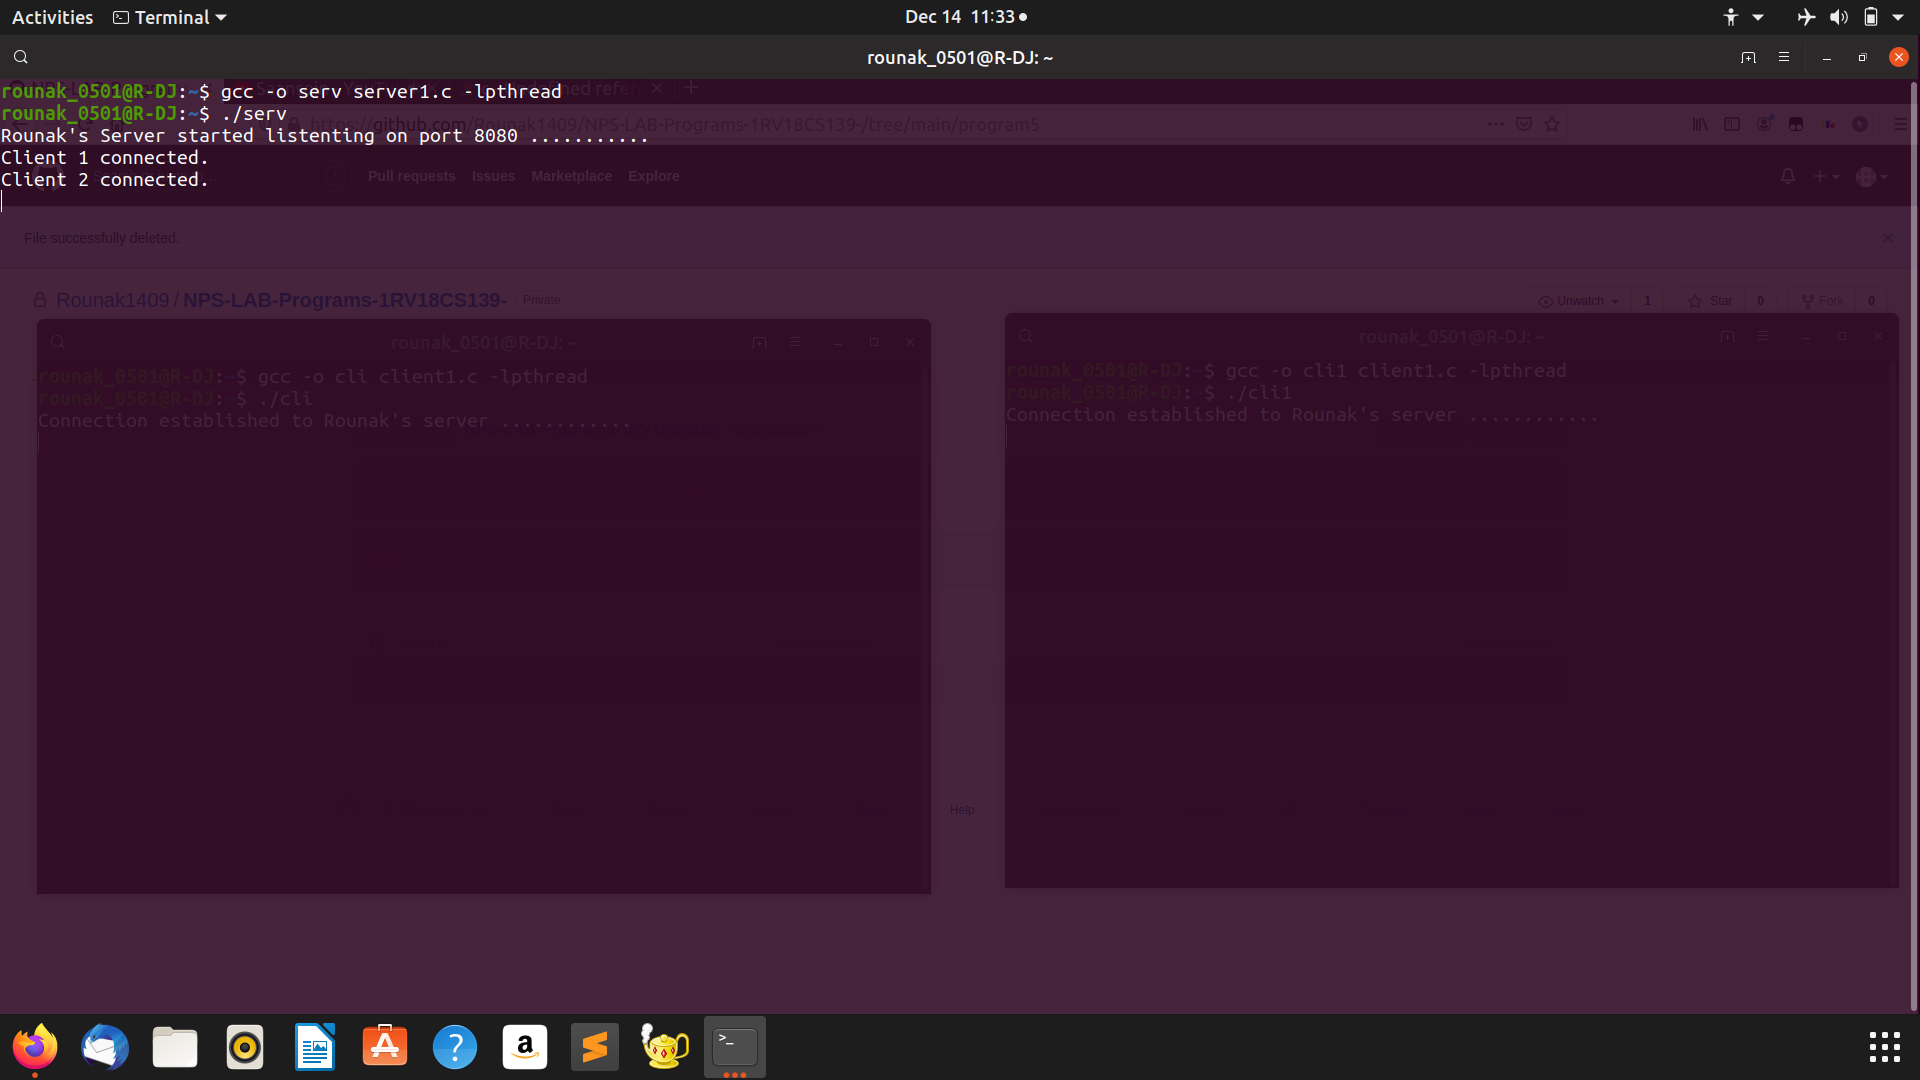 Activities Terminal Dec 14 11:33
rounak_0501@R-DJ: ~
rounak_0501@R-DJ:~$ gcc -o serv server1.c -lpthread
rounak_0501@R-DJ:~$ ./serv
https://github.com/Rounak1409/NPS-LAB-Programs-1RV18CS139-/tree/main/program5
Rounak's Server started listenting on port 8080 ...........
Client 1 connected.
Client 2 connected.
Pull requests Issues Marketplace Explore
File successfully deleted.
Rounak1409 / NPS-LAB-Programs-1RV18CS139- Private
Unwatch 1 Star 0 Fork 0
rounak_0501@R-DJ: ~
rounak_0501@R-DJ:~$ gcc -o cli client1.c -lpthread
rounak_0501@R-DJ:~$ ./cli
Connection established to Rounak's server ............
rounak_0501@R-DJ: ~
rounak_0501@R-DJ:~$ gcc -o cli1 client1.c -lpthread
rounak_0501@R-DJ:~$ ./cli1
Connection established to Rounak's server ............
Help